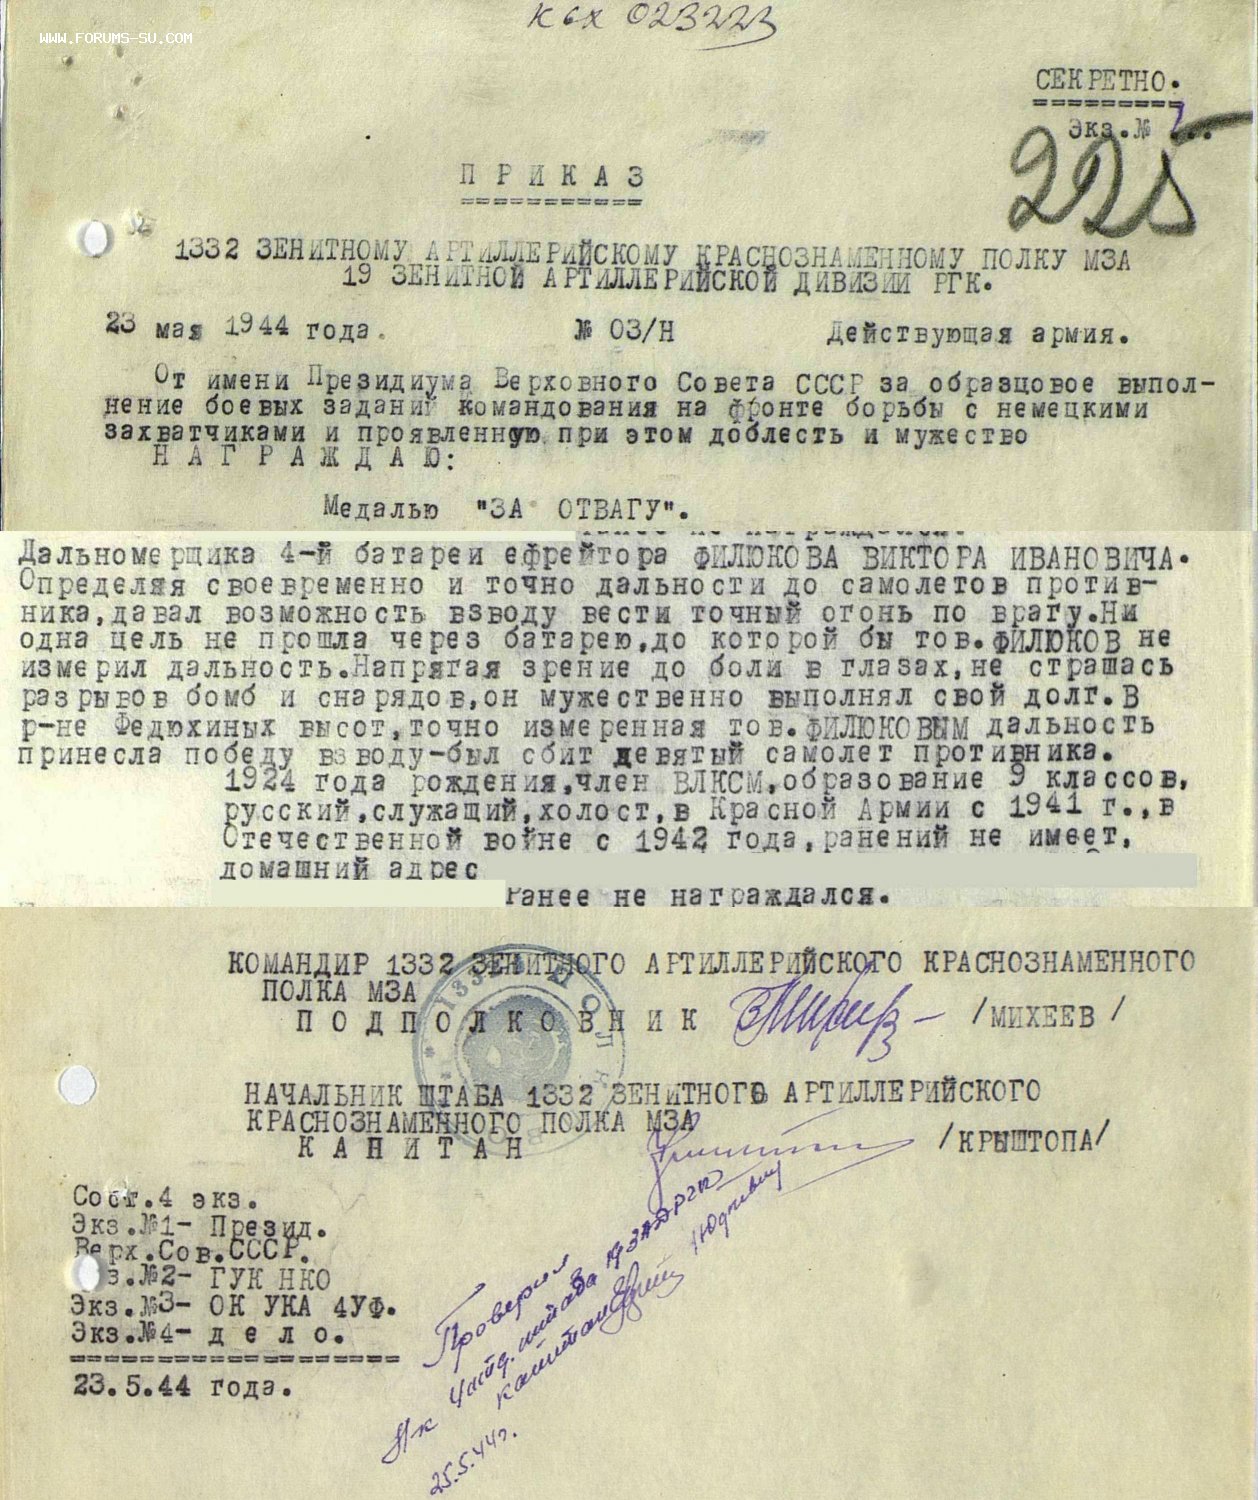 к вх 023223
WWW.FORUMS-SU.COM
СЕКРЕТНО.
Экз.№
225
П Р И К А З
1332 ЗЕНИТНОМУ АРТИЛЛЕРИЙСКОМУ КРАСНОЗНАМЕННОМУ ПОЛКУ МЗА
19 ЗЕНИТНОЙ АРТИЛЛЕРИЙСКОЙ ДИВИЗИИ РГК.
23 мая 1944 года. № 03/Н Действующая армия.
От имени Президиума Верховного Совета СССР за образцовое выпол-
нение боевых заданий командования на фронте борьбы с немецкими
захватчиками и проявленную при этом доблесть и мужество
Н А Г Р А Ж Д А Ю:
Медалью "ЗА ОТВАГУ".
Дальномерщика 4-й батареи ефрейтора ФИЛЮКОВА ВИКТОРА ИВАНОВИЧА.
Определяя своевременно и точно дальности до самолетов против-
ника,давал возможность взводу вести точный огонь по врагу.Ни
одна цель не прошла через батарею,до которой бы тов.ФИЛЮКОВ не
измерил дальность.Напрягая зрение до боли в глазах,не страшась
разрывов бомб и снарядов,он мужественно выполнял свой долг.В
р-не Федюхиных высот,точно измеренная тов.ФИЛЮКОВЫМ дальность
принесла победу взводу-был сбит девятый самолет противника.
1924 года рождения,член ВЛКСМ,образование 9 классов,
русский,служащий,холост,в Красной Армии с 1941 г.,в
Отечественной войне с 1942 года,ранений не имеет,
домашний адрес
Ранее не награждался.
КОМАНДИР 1332 ЗЕНИТНОГО АРТИЛЛЕРИЙСКОГО КРАСНОЗНАМЕННОГО
ПОЛКА МЗА
П О Д П О Л К О В Н И К /МИХЕЕВ/
НАЧАЛЬНИК ШТАБА 1332 ЗЕНИТНОГО АРТИЛЛЕРИЙСКОГО
КРАСНОЗНАМЕННОГО ПОЛКА МЗА
К А П И Т А Н /КРЫШТОПА/
Сост.4 экз.
Экз.№1- Презид.
Верх.Сов.СССР.
з.№2- ГУК НКО
Экз.№3- ОК УКА 4УФ.
Экз.№4- д е л о.
23.5.44 года.
Проверил
капитан
25.5.44г.